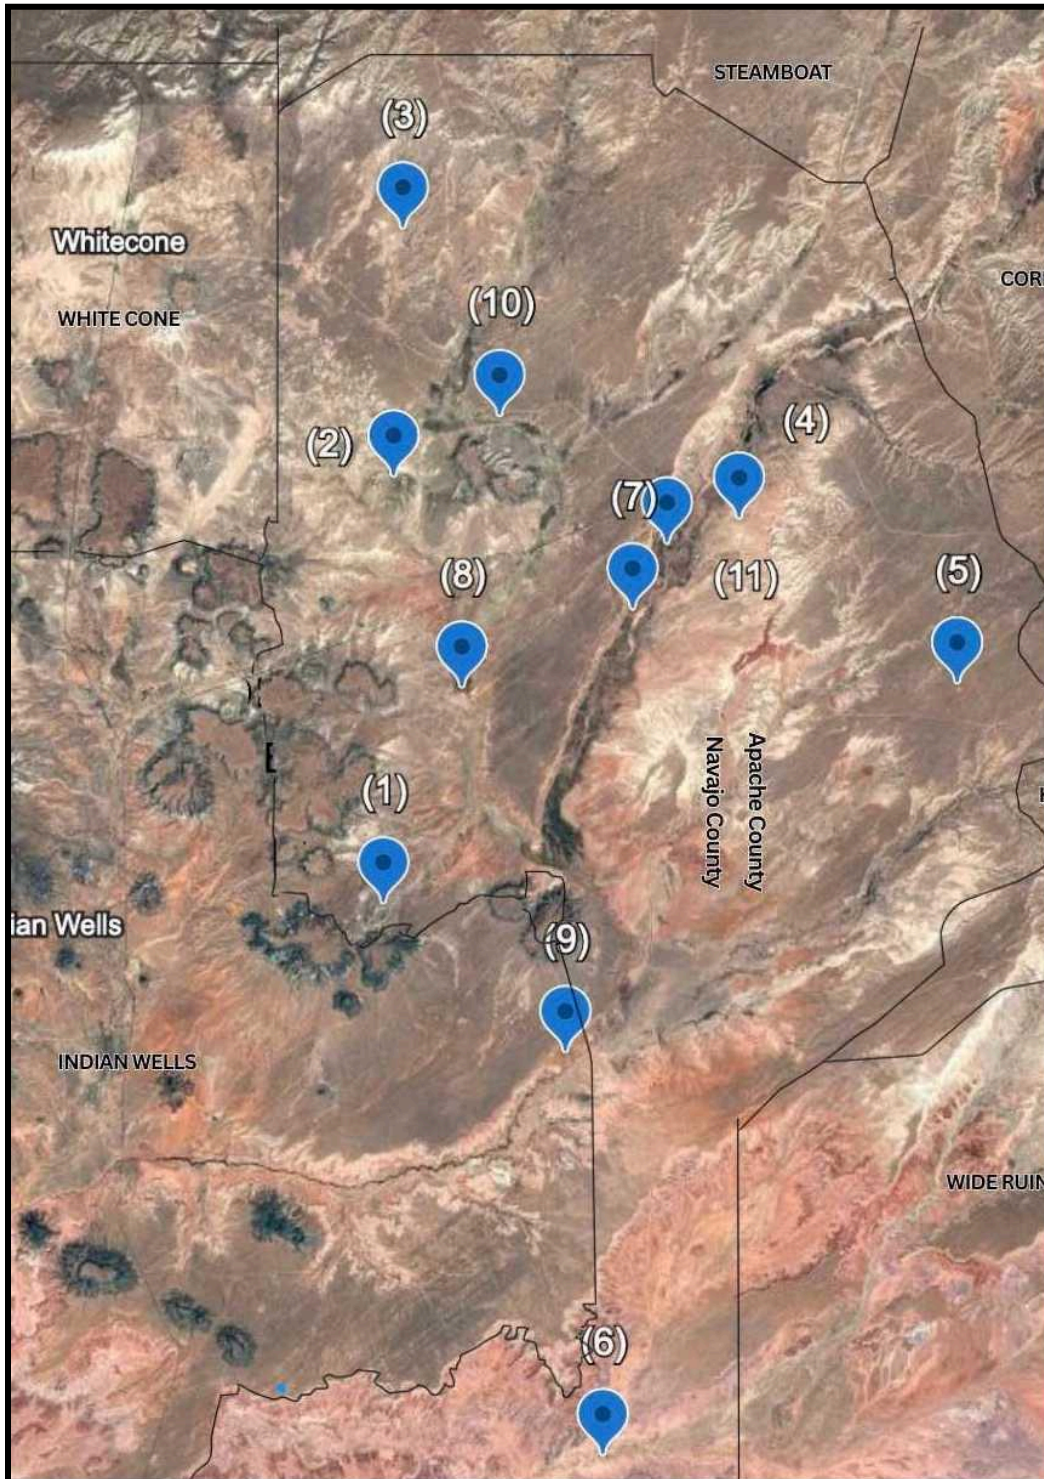 STEAMBOAT
(3)
Whitecone
CORN
WHITE CONE
(10)
(4)
(2)
(7)
(8)
(11)
(5)
Apache County
Navajo County
(1)
K
ian Wells
(9)
INDIAN WELLS
WIDE RUIN
(6)